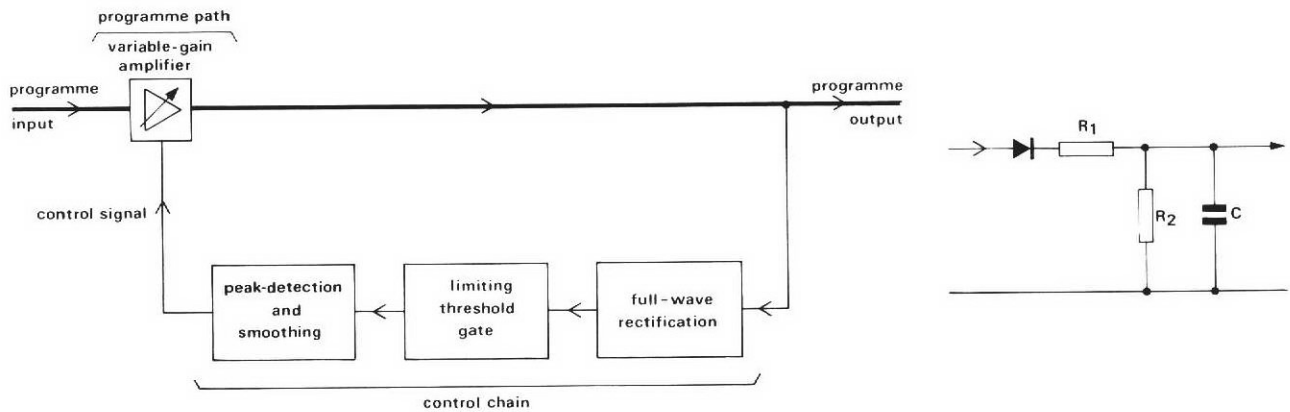 programme path
variable-gain
amplifier
programme
input
programme
output
control signal
peak-detection
and
smoothing
limiting
threshold
gate
full-wave
rectification
control chain
R1
R2
C